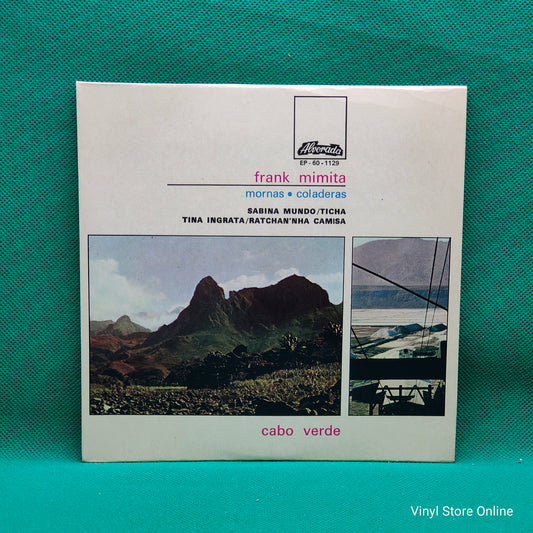 Alvorada
EP - 60 - 1129
frank mimita
mornas • coladeras
SABINA MUNDO/TICHA
TINA INGRATA/RATCHAN'NHA CAMISA
cabo verde
Vinyl Store Online